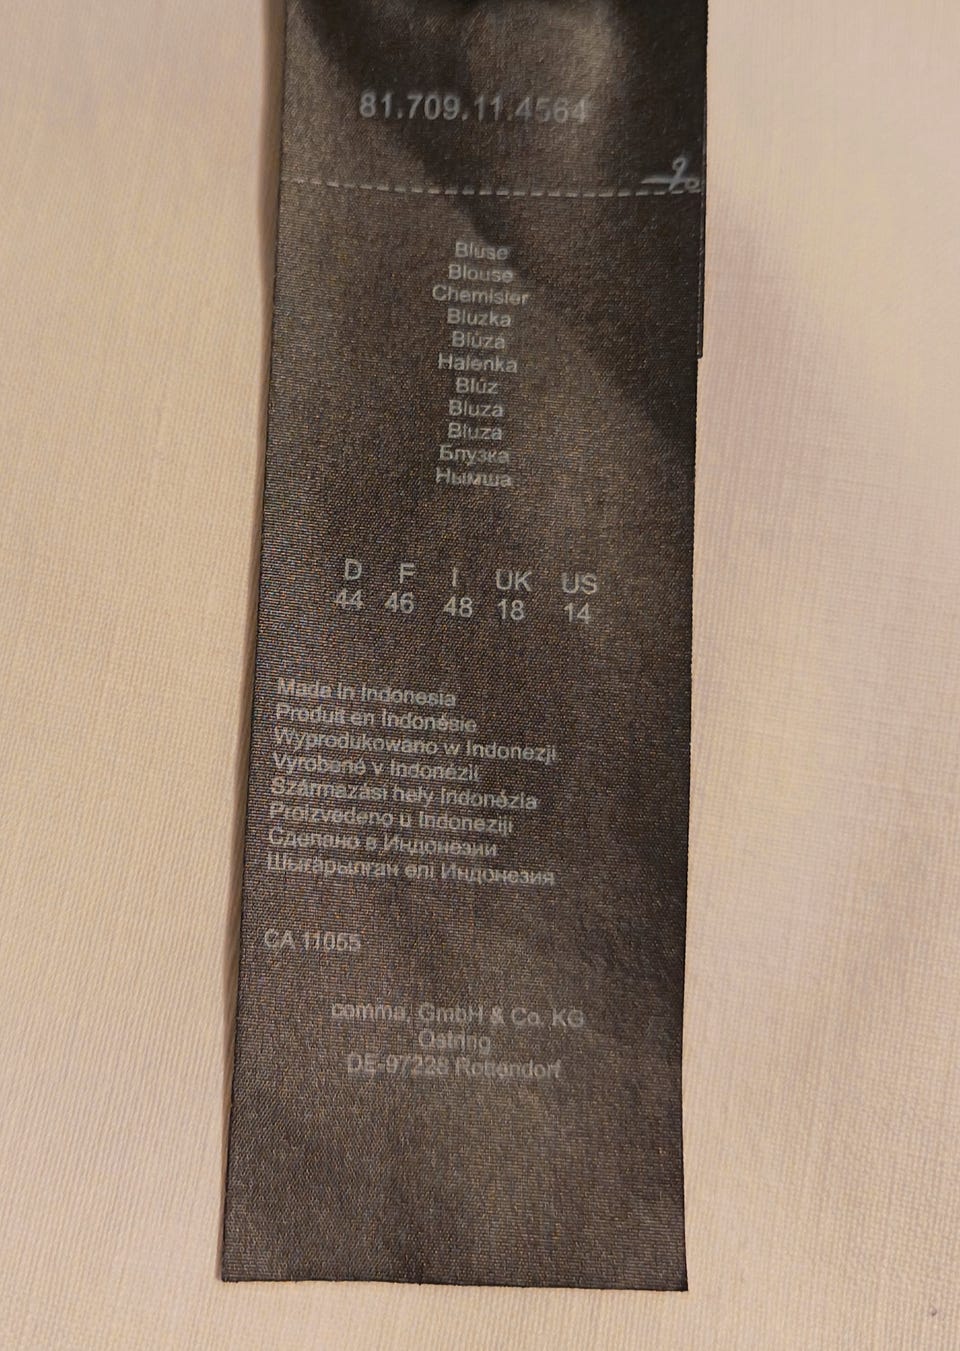 81.709.11.4564
Bluse
Blouse
Chemisier
Bluzka
Blúza
Halenka
Blúz
Bluza
Bluza
Блузка
Нымша
D F I UK US
44 46 48 18 14
Made in Indonesia
Produit en Indonésie
Wyprodukowano w Indonezji
Vyrobené v Indonézii
Származási hely Indonézia
Proizvedeno u Indoneziji
Сделано в Индонезии
Шығарылған елі Индонезия
CA 11055
comma, GmbH & Co. KG
Ostring
DE-97228 Rottendorf